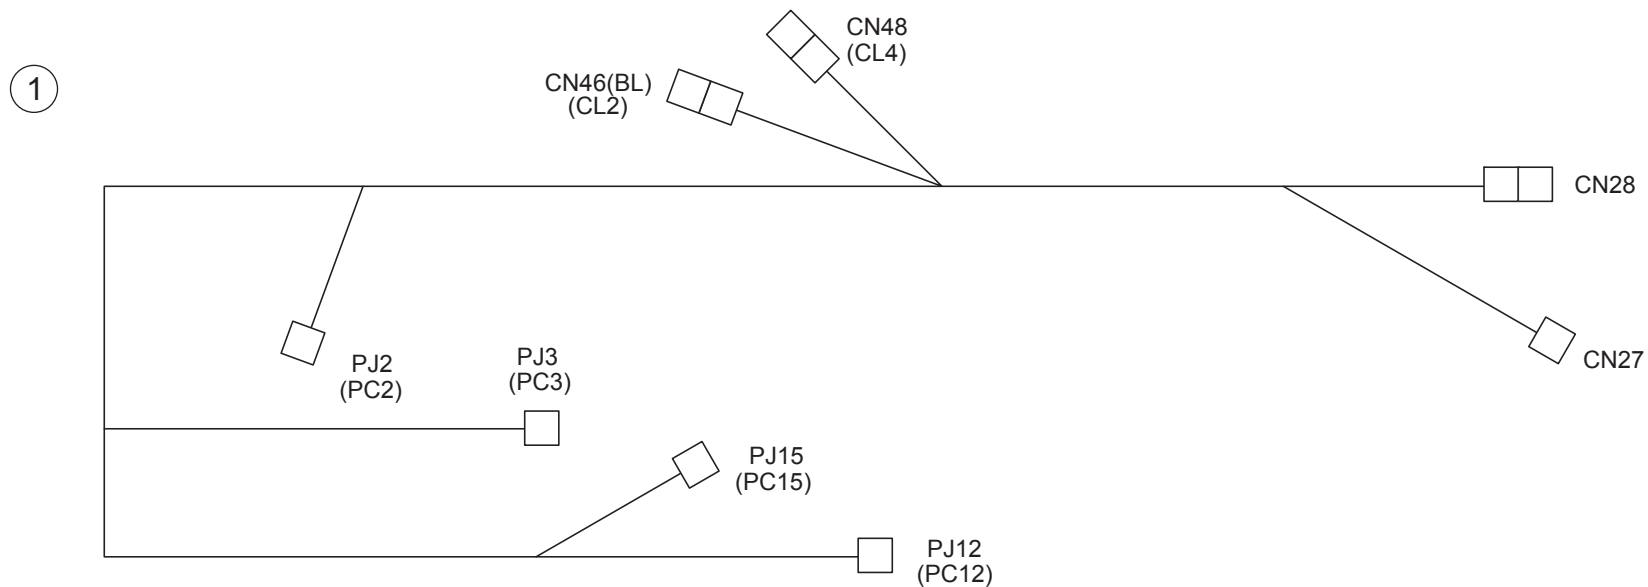 1
CN48
(CL4)
CN46(BL)
(CL2)
CN28
CN27
PJ2
(PC2)
PJ3
(PC3)
PJ15
(PC15)
PJ12
(PC12)